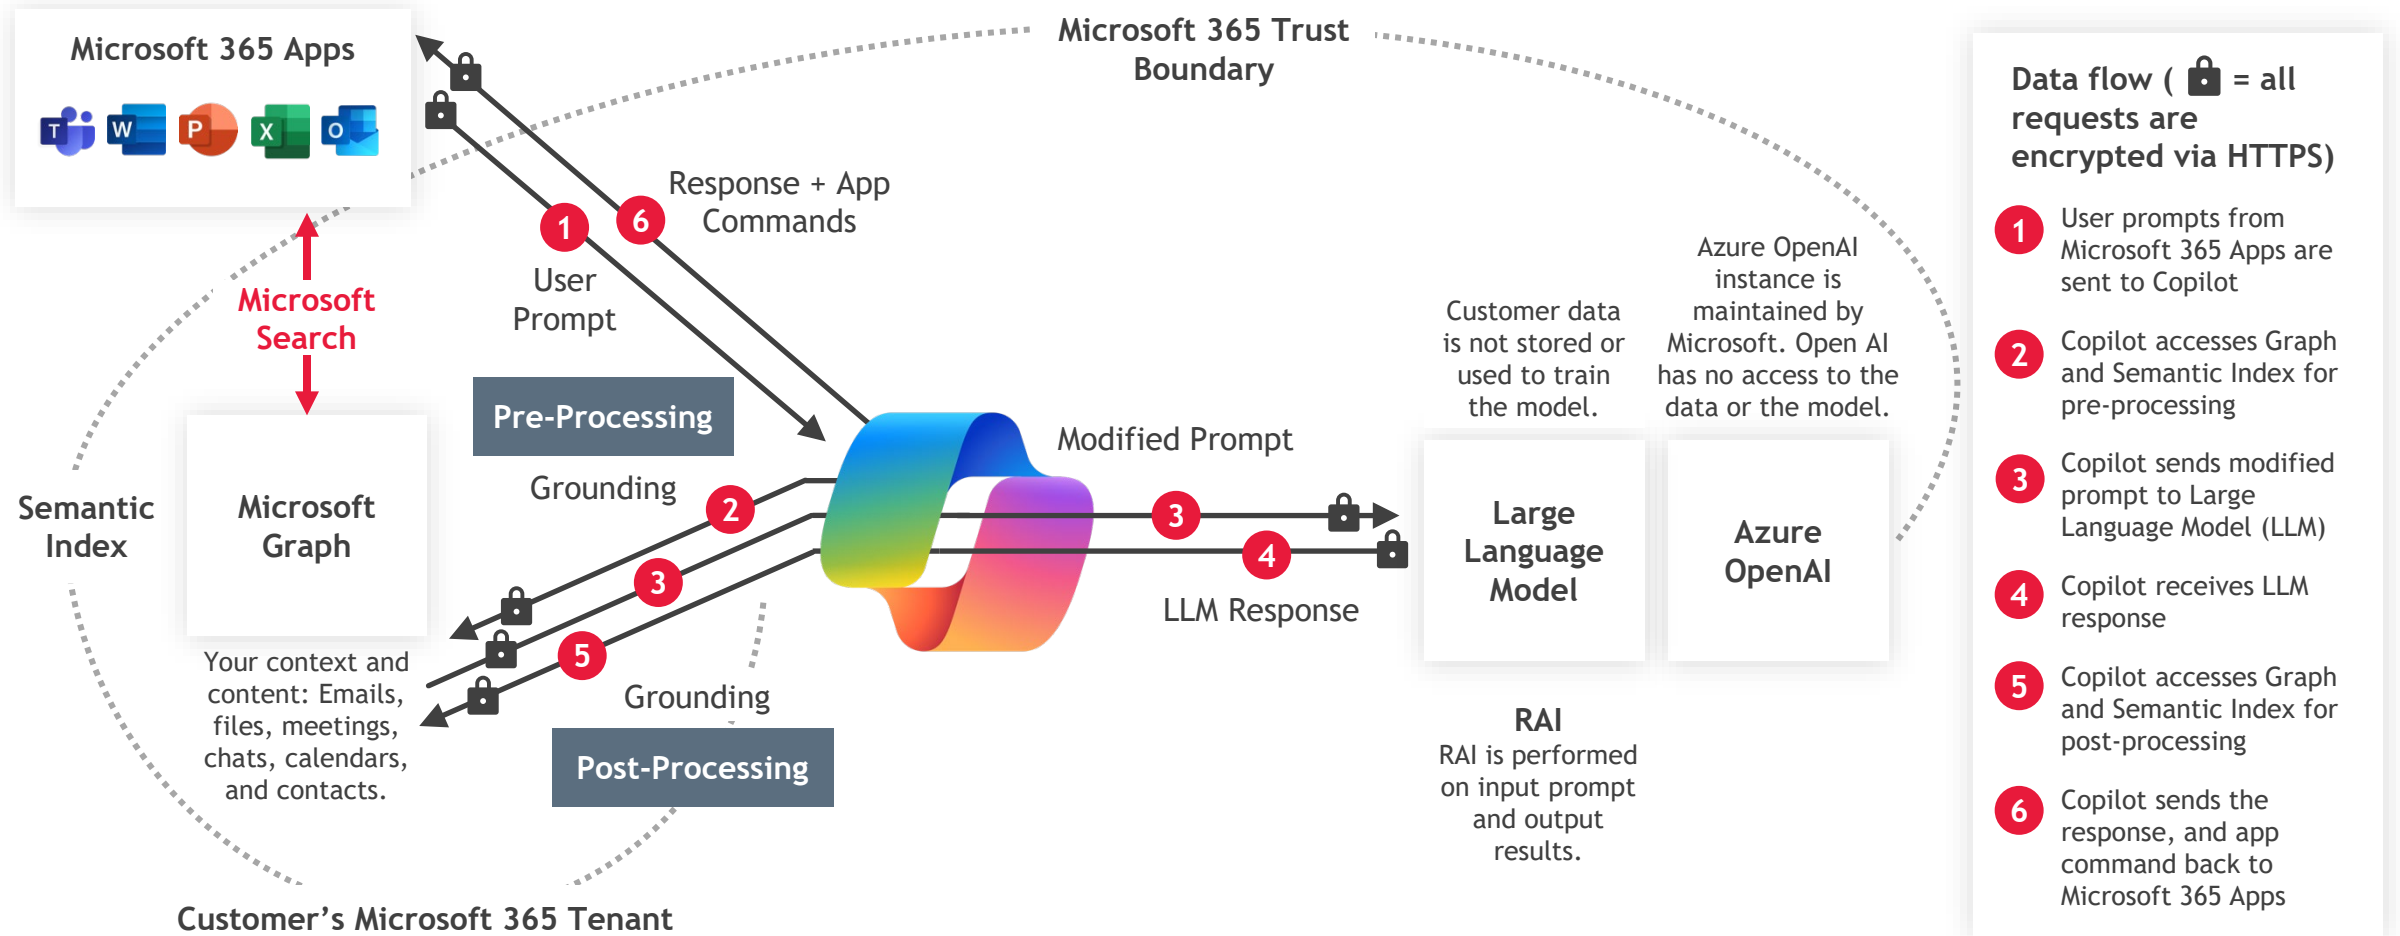 Microsoft 365 Apps
T
W
P
X
O
Microsoft 365 Trust
Boundary
Response + App
Commands
1
6
User
Prompt
Microsoft
Search
Pre-Processing
Grounding
2
3
5
Semantic
Index
Microsoft
Graph
Your context and
content: Emails,
files, meetings,
chats, calendars,
and contacts.
Grounding
Post-Processing
Customer’s Microsoft 365 Tenant
Modified Prompt
3
4
LLM Response
Customer data
is not stored or
used to train
the model.
Azure OpenAI
instance is
maintained by
Microsoft. Open AI
has no access to the
data or the model.
Large
Language
Model
Azure
OpenAI
RAI
RAI is performed
on input prompt
and output
results.
Data flow ( = all
requests are
encrypted via HTTPS)
1
User prompts from
Microsoft 365 Apps are
sent to Copilot
2
Copilot accesses Graph
and Semantic Index for
pre-processing
3
Copilot sends modified
prompt to Large
Language Model (LLM)
4
Copilot receives LLM
response
5
Copilot accesses Graph
and Semantic Index for
post-processing
6
Copilot sends the
response, and app
command back to
Microsoft 365 Apps